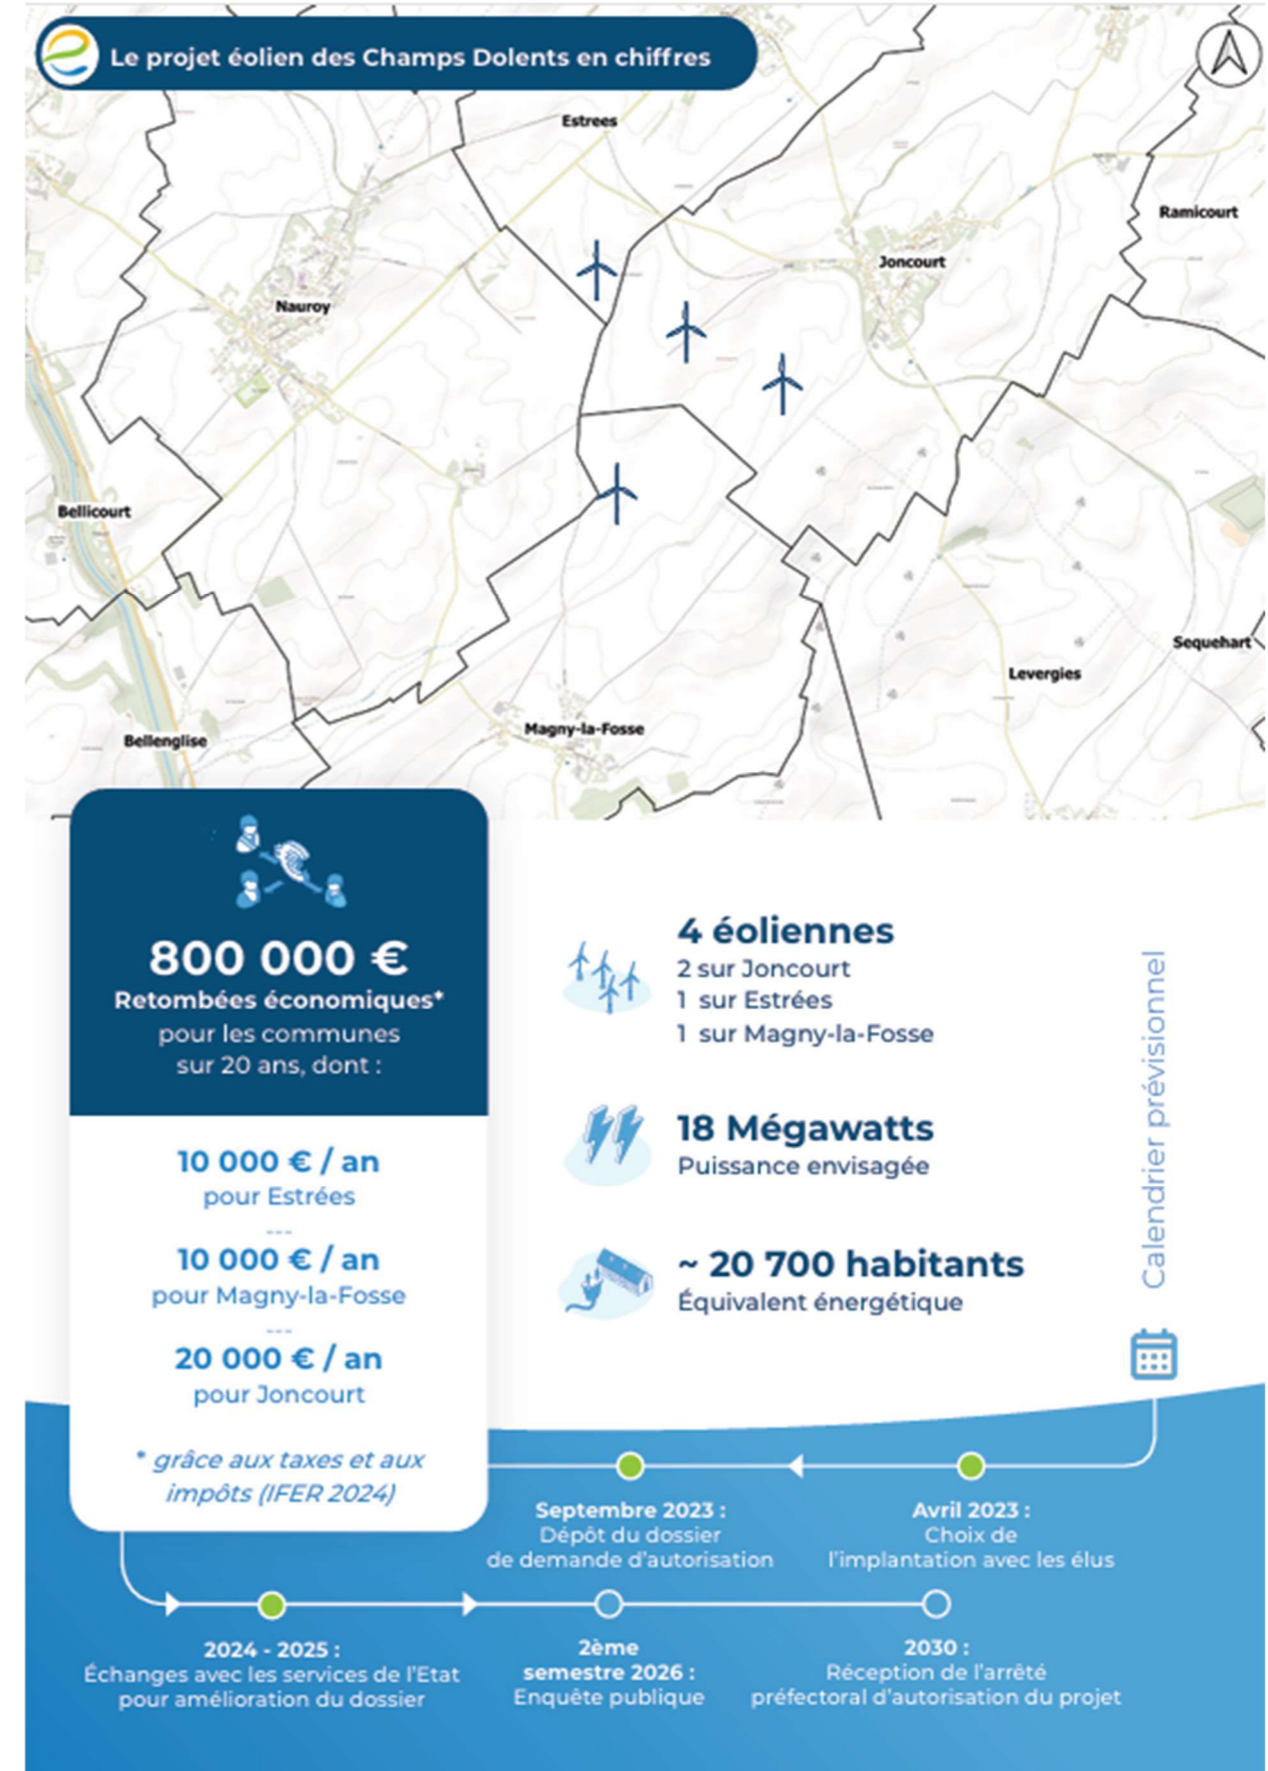 Le projet éolien des Champs Dolents en chiffres
Estrees
Ramicourt
Joncourt
Nauroy
Bellicourt
Sequehart
Levergies
Magny-la-Fosse
Bellenglise
800 000 €
Retombées économiques*
pour les communes
sur 20 ans, dont :
10 000 € / an
pour Estrées
---
10 000 € / an
pour Magny-la-Fosse
---
20 000 € / an
pour Joncourt
* grâce aux taxes et aux
impôts (IFER 2024)
4 éoliennes
2 sur Joncourt
1 sur Estrées
1 sur Magny-la-Fosse
18 Mégawatts
Puissance envisagée
~ 20 700 habitants
Équivalent énergétique
Calendrier prévisionnel
Avril 2023 :
Choix de
l'implantation avec les élus
Septembre 2023 :
Dépôt du dossier
de demande d'autorisation
2024 - 2025 :
Échanges avec les services de l'Etat
pour amélioration du dossier
2ème
semestre 2026 :
Enquête publique
2030 :
Réception de l'arrêté
préfectoral d'autorisation du projet